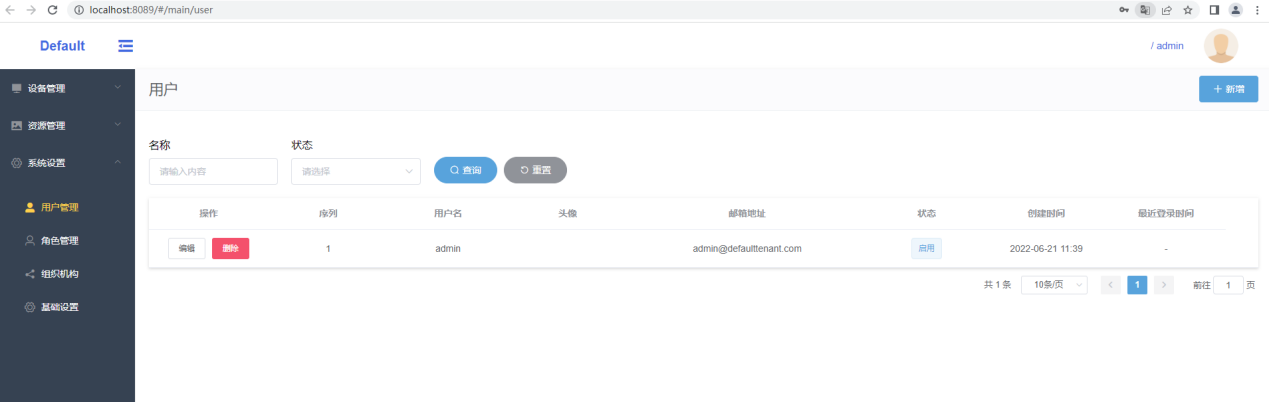 localhost:8089/#/main/user
Default
/ admin
设备管理
用户
+ 新增
资源管理
系统设置
名称
状态
请输入内容
请选择
查询
重置
用户管理
角色管理
组织机构
基础设置
操作 序列 用户名 头像 邮箱地址 状态 创建时间 最近登录时间
编辑 删除 1 admin admin@defaulttenant.com 启用 2022-06-21 11:39 -
共 1 条 10条/页 < 1 > 前往 1 页